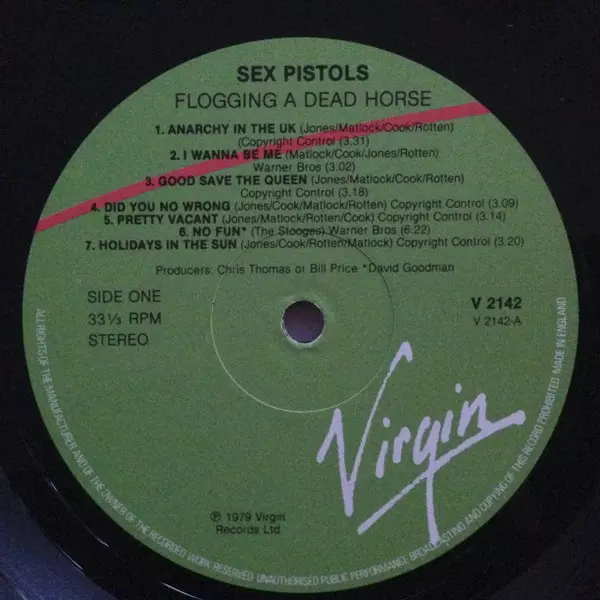 SEX PISTOLS
FLOGGING A DEAD HORSE
1. ANARCHY IN THE UK (Jones/Matlock/Cook/Rotten)
(Copyright Control (3.31)
2. I WANNA BE ME (Matlock/Cook/Jones/Rotten)
Warner Bros (3.02)
3. GOOD SAVE THE QUEEN (Jones/Matlock/Cook/Rotten)
Copyright Control (3.18)
4. DID YOU NO WRONG (Jones/Cook/Matlock/Rotten) Copyright Control (3.09)
5. PRETTY VACANT (Jones/Matlock/Rotten/Cook) Copyright Control (3.14)
6. NO FUN* (The Stooges) Warner Bros (6.22)
7. HOLIDAYS IN THE SUN (Jones/Cook/Rotten/Matlock) Copyright Control (3.20)
Producers: Chris Thomas or Bill Price *David Goodman
SIDE ONE
33⅓ RPM
STEREO
V 2142
V 2142-A
Virgin
℗ 1979 Virgin
Records Ltd
ALL RIGHTS OF THE MANUFACTURER AND OF THE OWNER OF THE RECORDED WORK RESERVED · UNAUTHORISED PUBLIC PERFORMANCE BROADCASTING AND COPYING OF THIS RECORD PROHIBITED. MADE IN ENGLAND